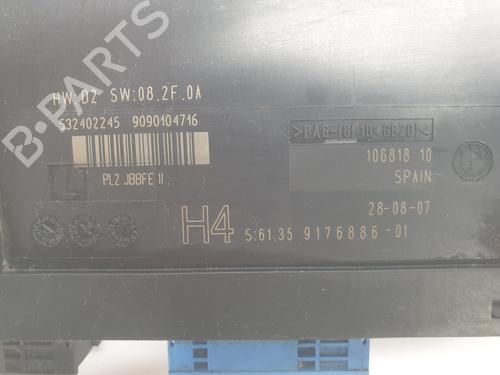 HW:02 SW:08.2F.0A
532402245 9090104716
PL2 JBBFE II
>PA6-(GF10+GB20)<
106818 10
SPAIN
28-08-07
H4 S:61.35 9176886-01
B-PARTS